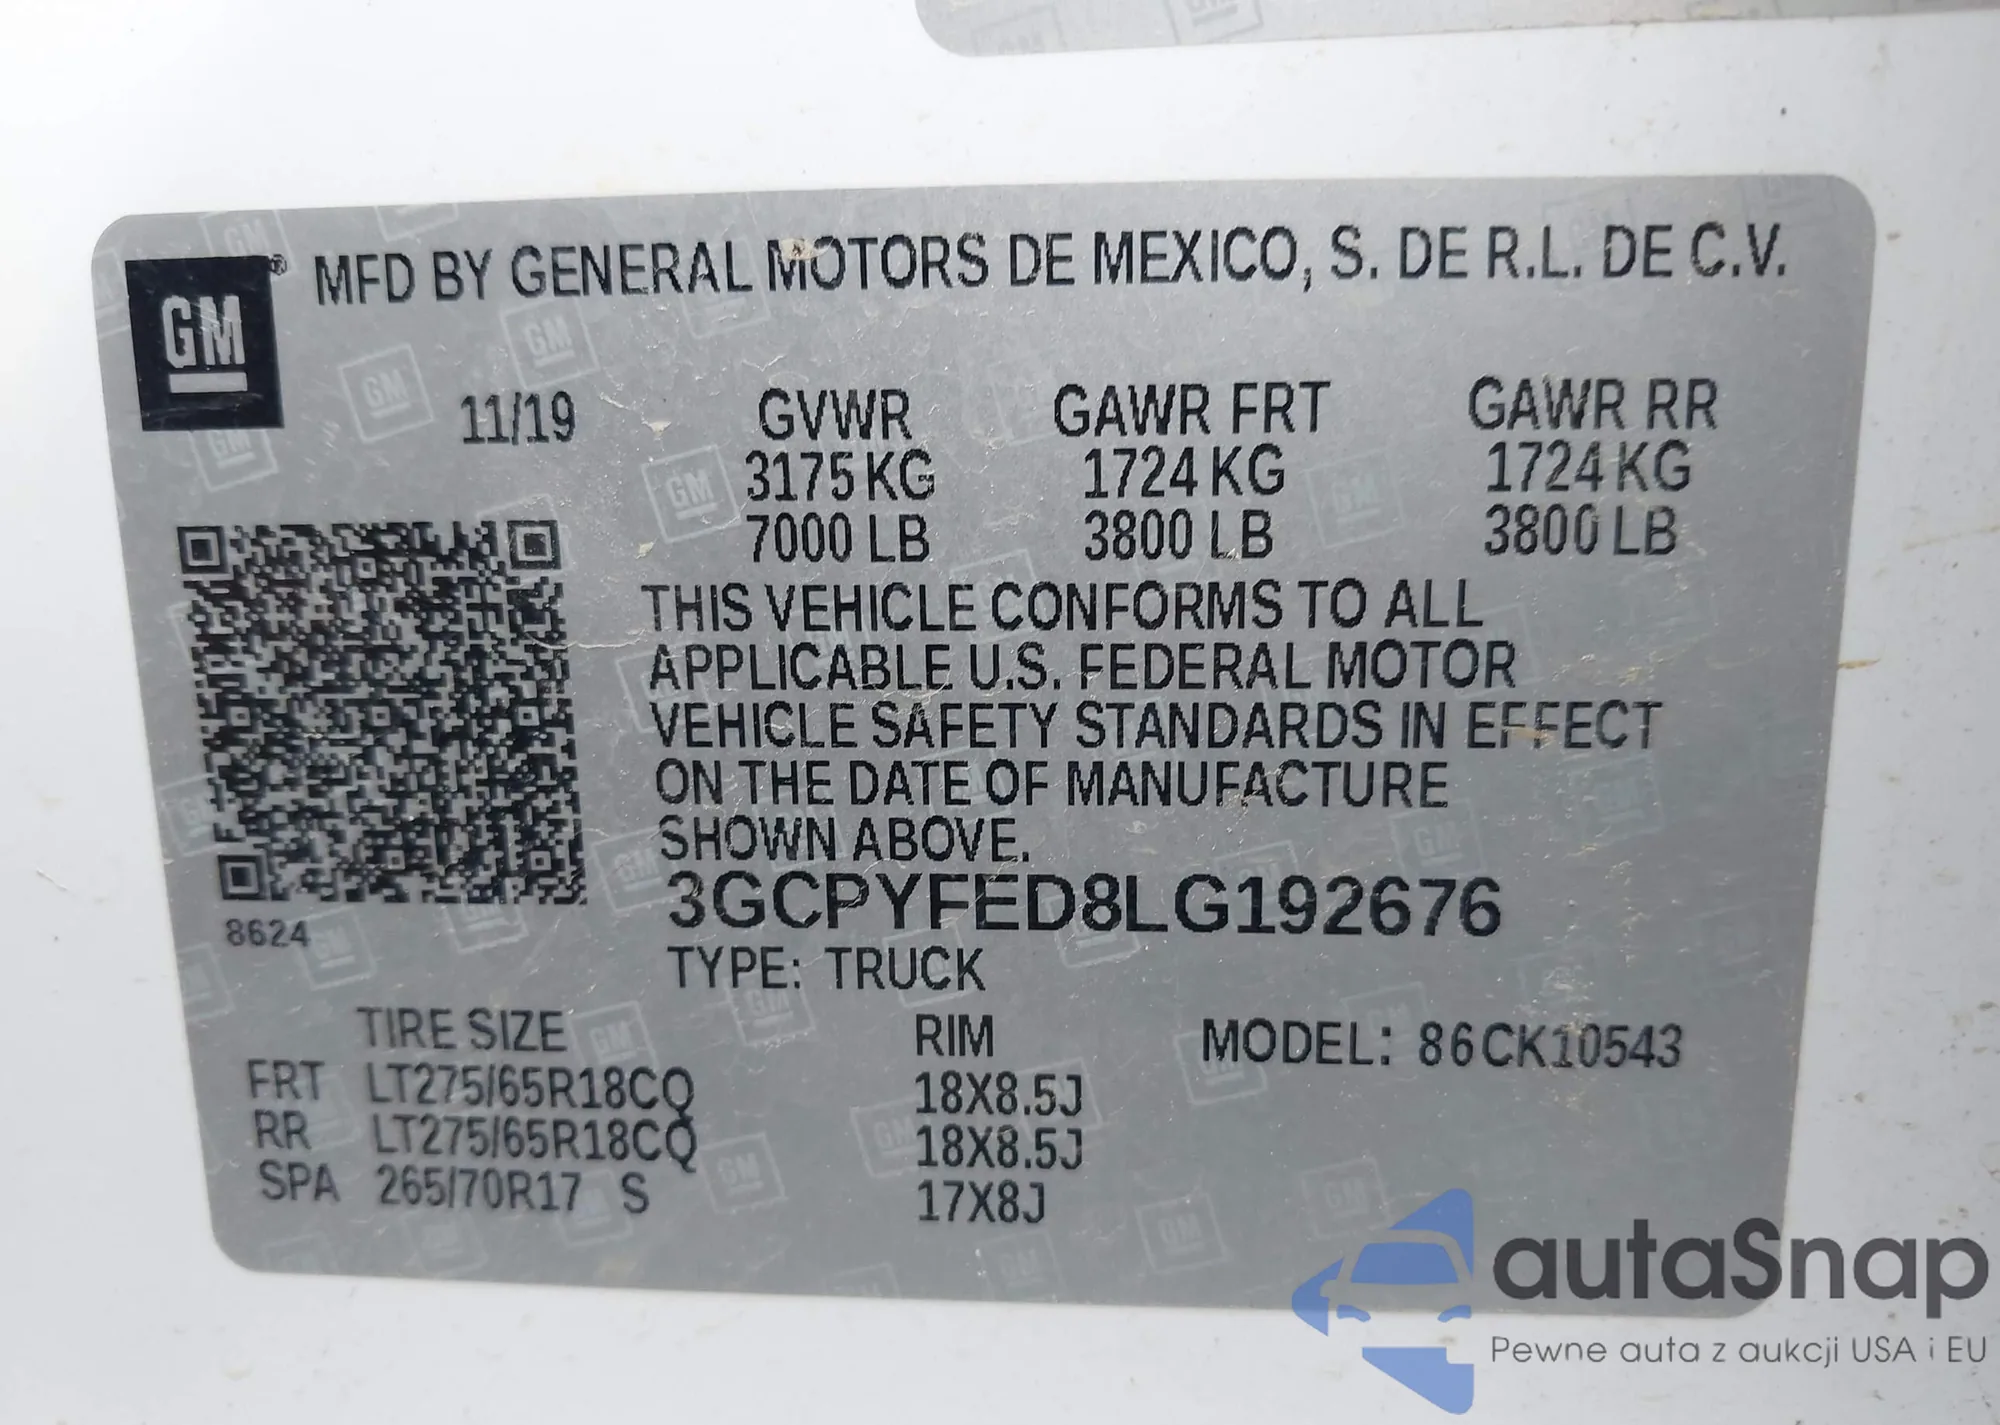 GM
MFD BY GENERAL MOTORS DE MEXICO, S. DE R.L. DE C.V.
11/19 GVWR GAWR FRT GAWR RR
3175 KG 1724 KG 1724 KG
7000 LB 3800 LB 3800 LB
THIS VEHICLE CONFORMS TO ALL
APPLICABLE U.S. FEDERAL MOTOR
VEHICLE SAFETY STANDARDS IN EFFECT
ON THE DATE OF MANUFACTURE
SHOWN ABOVE.
3GCPYFED8LG192676
8624
TYPE: TRUCK
TIRE SIZE RIM MODEL: 86CK10543
FRT LT275/65R18CQ 18X8.5J
RR LT275/65R18CQ 18X8.5J
SPA 265/70R17 S 17X8J
autaSnap
Pewne auta z aukcji USA i EU